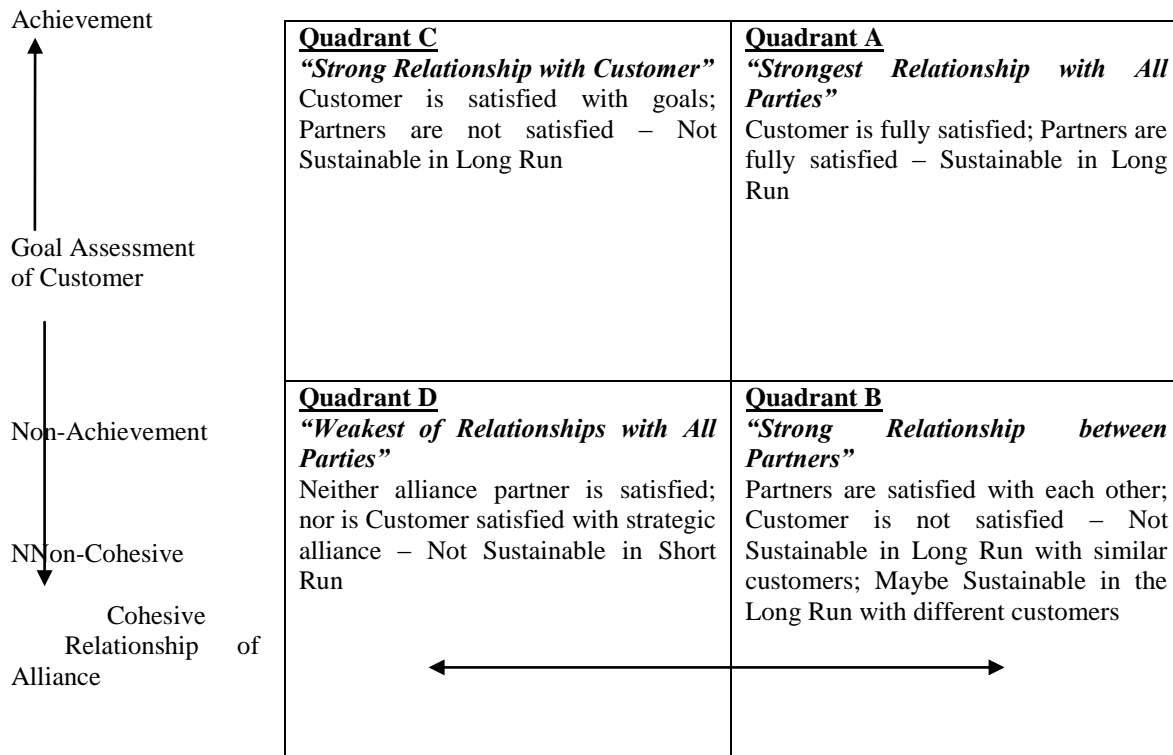 Achievement
Quadrant C
“Strong Relationship with Customer”
Customer is satisfied with goals;
Partners are not satisfied – Not
Sustainable in Long Run
Quadrant A
“Strongest Relationship with All
Parties”
Customer is fully satisfied; Partners are
fully satisfied – Sustainable in Long
Run
Goal Assessment
of Customer
Non-Achievement
NNon-Cohesive
Cohesive
Relationship of
Alliance
Quadrant D
“Weakest of Relationships with All
Parties”
Neither alliance partner is satisfied;
nor is Customer satisfied with strategic
alliance – Not Sustainable in Short
Run
Quadrant B
“Strong Relationship between
Partners”
Partners are satisfied with each other;
Customer is not satisfied – Not
Sustainable in Long Run with similar
customers; Maybe Sustainable in the
Long Run with different customers